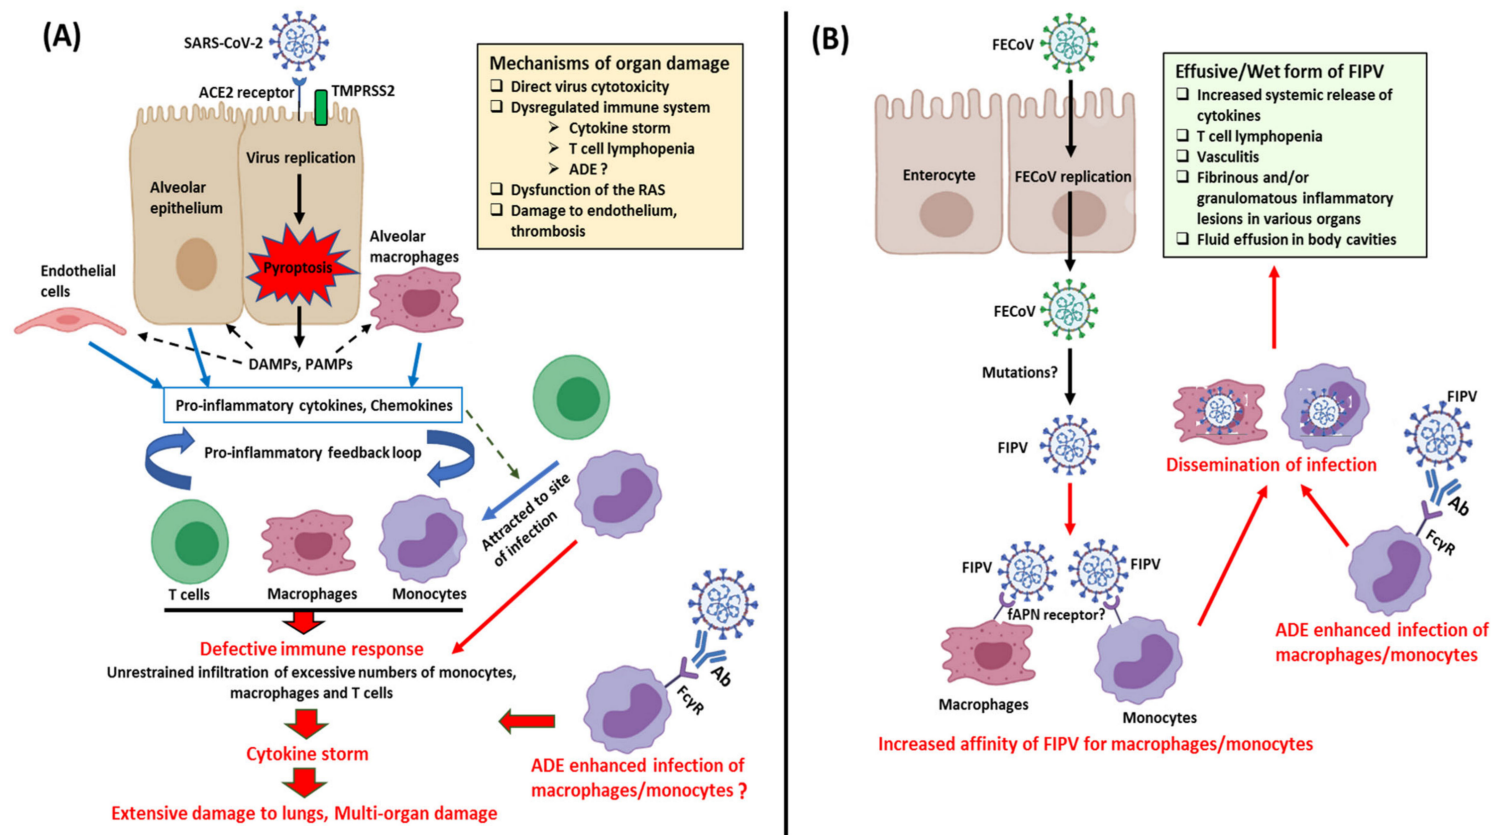 (A)
SARS-CoV-2
ACE2 receptor
TMPRSS2
Virus replication
Alveolar
epithelium
Pyroptosis
Alveolar
macrophages
Endothelial
cells
DAMPs, PAMPs
Pro-inflammatory cytokines, Chemokines
Pro-inflammatory feedback loop
Attracted to site
of infection
T cells
Macrophages
Monocytes
Defective immune response
Unrestrained infiltration of excessive numbers of monocytes,
macrophages and T cells
Cytokine storm
Extensive damage to lungs, Multi-organ damage
Ab
FcγR
ADE enhanced infection of
macrophages/monocytes ?
Mechanisms of organ damage
❑ Direct virus cytotoxicity
❑ Dysregulated immune system
➢ Cytokine storm
➢ T cell lymphopenia
➢ ADE ?
❑ Dysfunction of the RAS
❑ Damage to endothelium,
thrombosis
(B)
FECoV
Enterocyte
FECoV replication
FECoV
Mutations?
FIPV
FIPV
FIPV
fAPN receptor?
Macrophages
Monocytes
Increased affinity of FIPV for macrophages/monocytes
Effusive/Wet form of FIPV
❑ Increased systemic release of
cytokines
❑ T cell lymphopenia
❑ Vasculitis
❑ Fibrinous and/or
granulomatous inflammatory
lesions in various organs
❑ Fluid effusion in body cavities
Dissemination of infection
FIPV
Ab
FcγR
ADE enhanced infection of
macrophages/monocytes